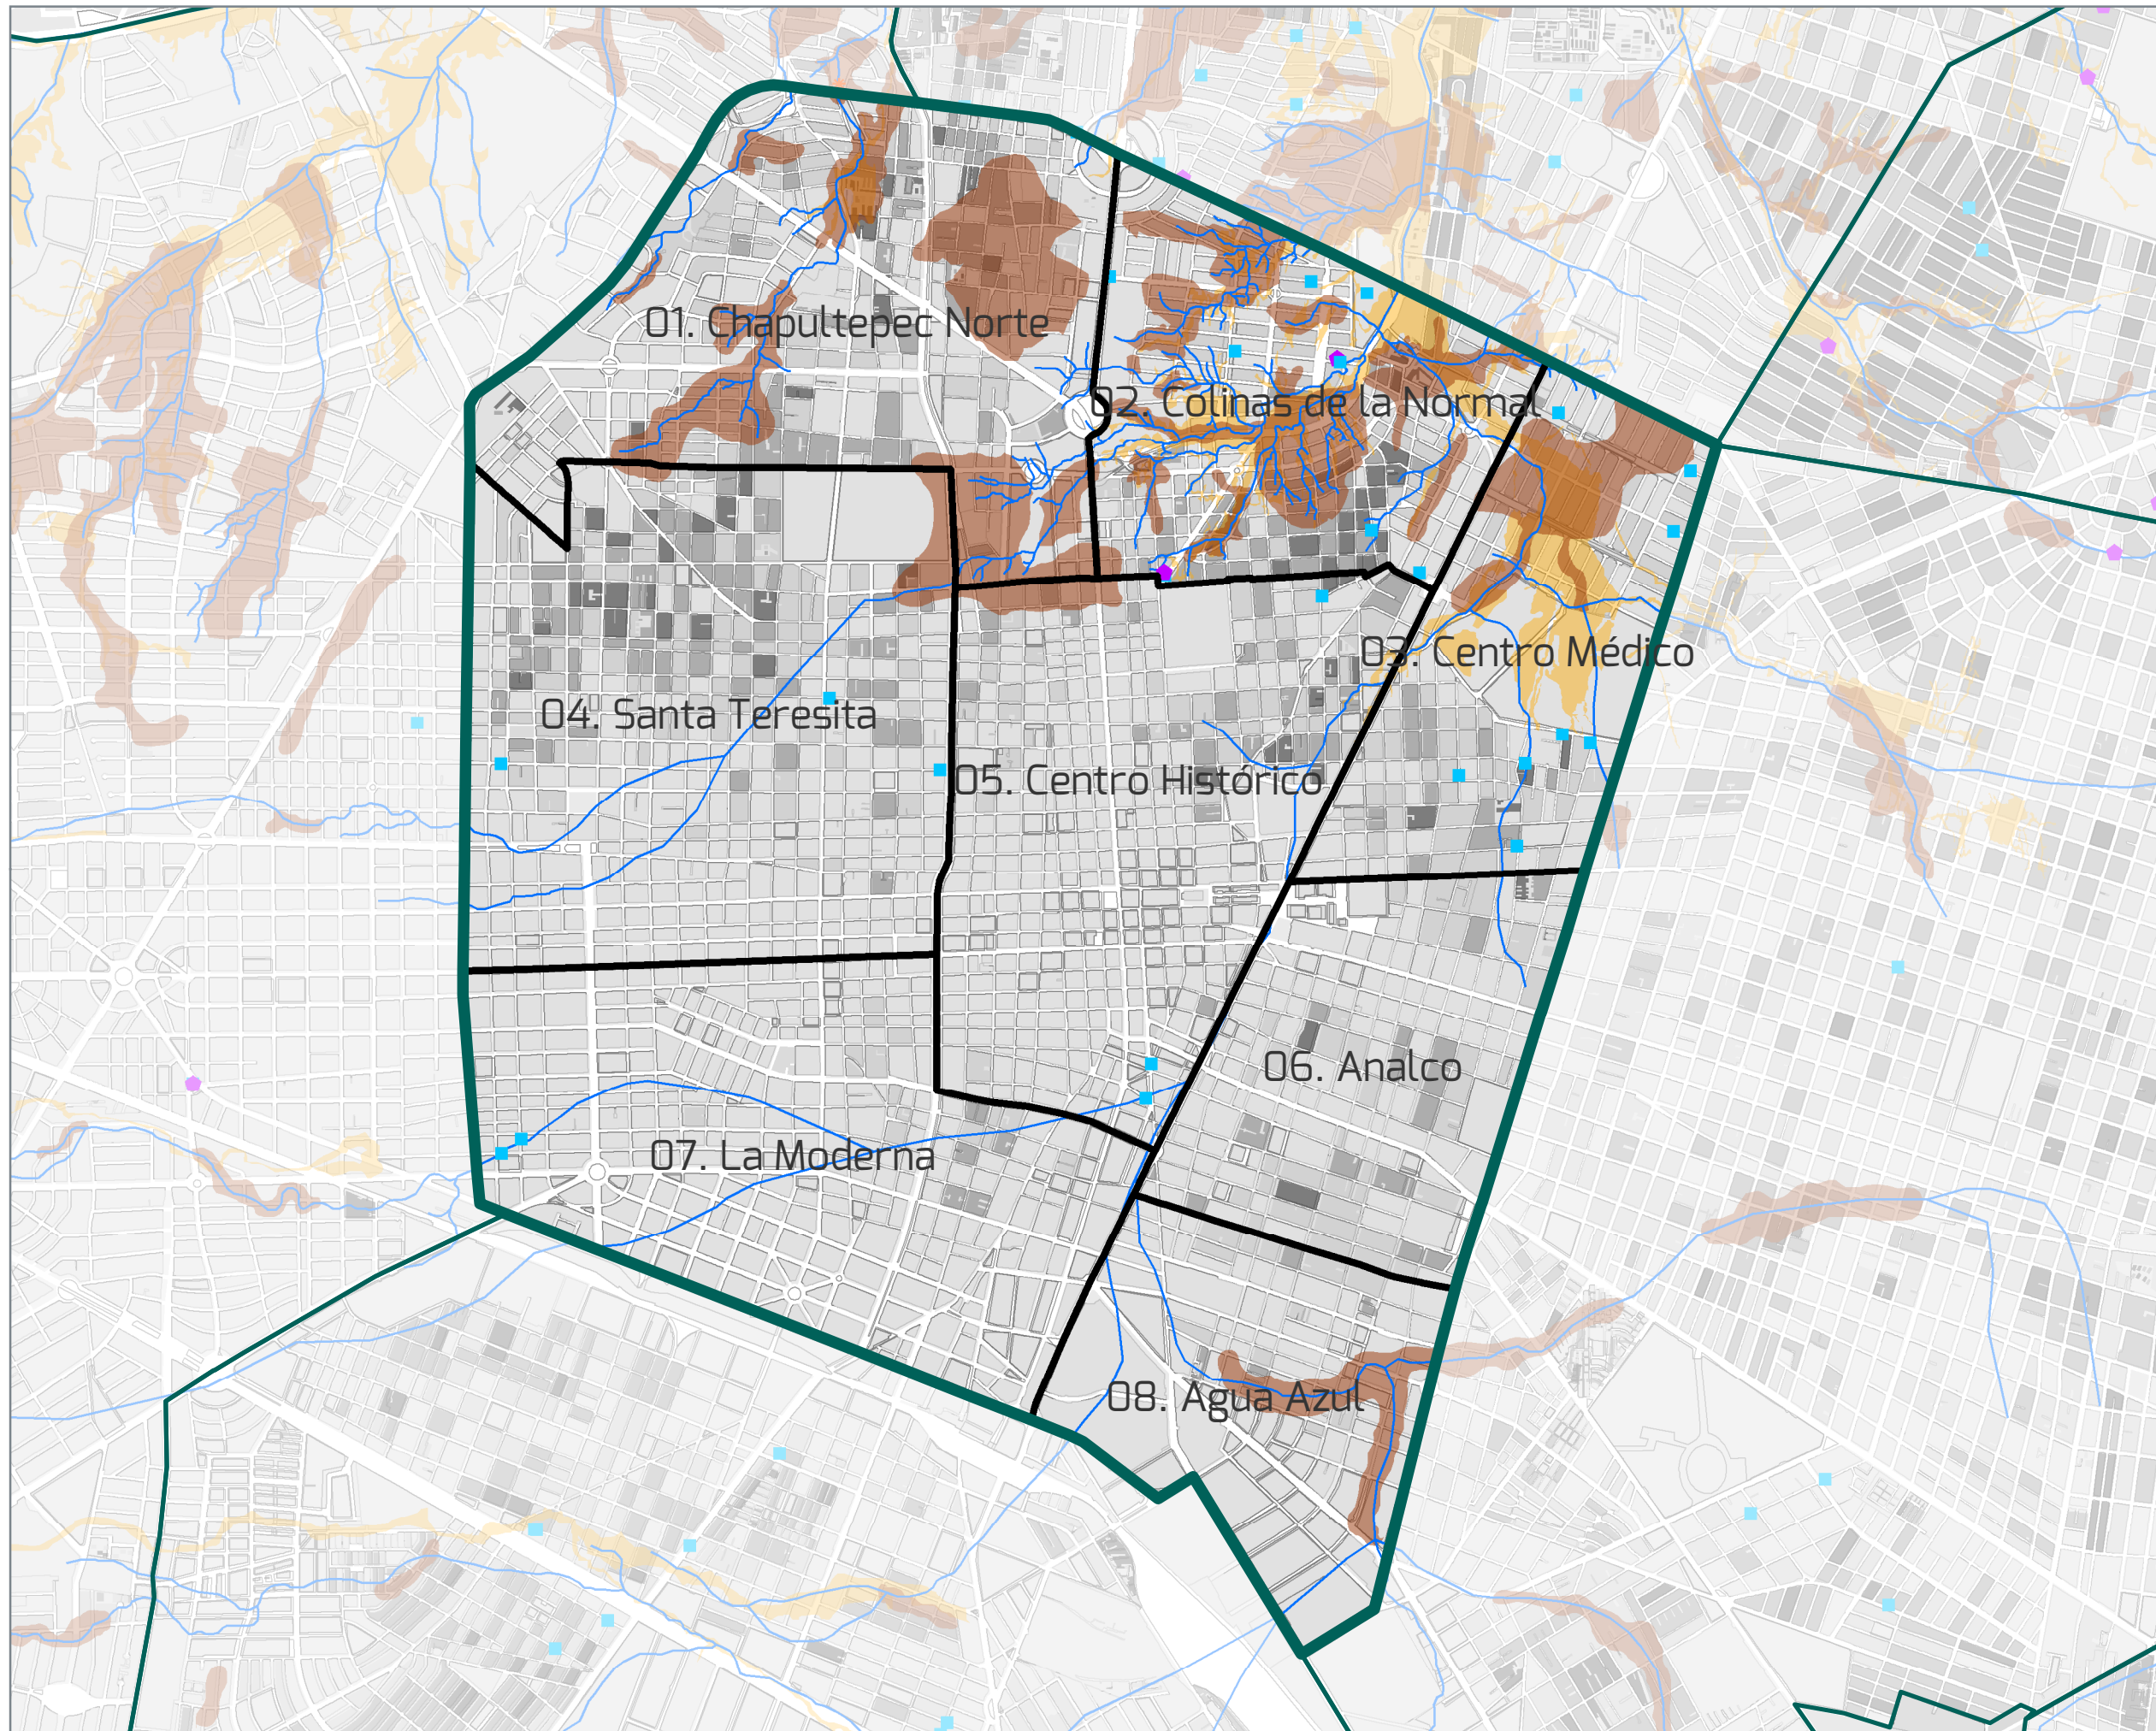 01. Chapultepec Norte
02. Colinas de la Normal
03. Centro Médico
04. Santa Teresita
05. Centro Histórico
06. Analco
07. La Moderna
08. Agua Azul